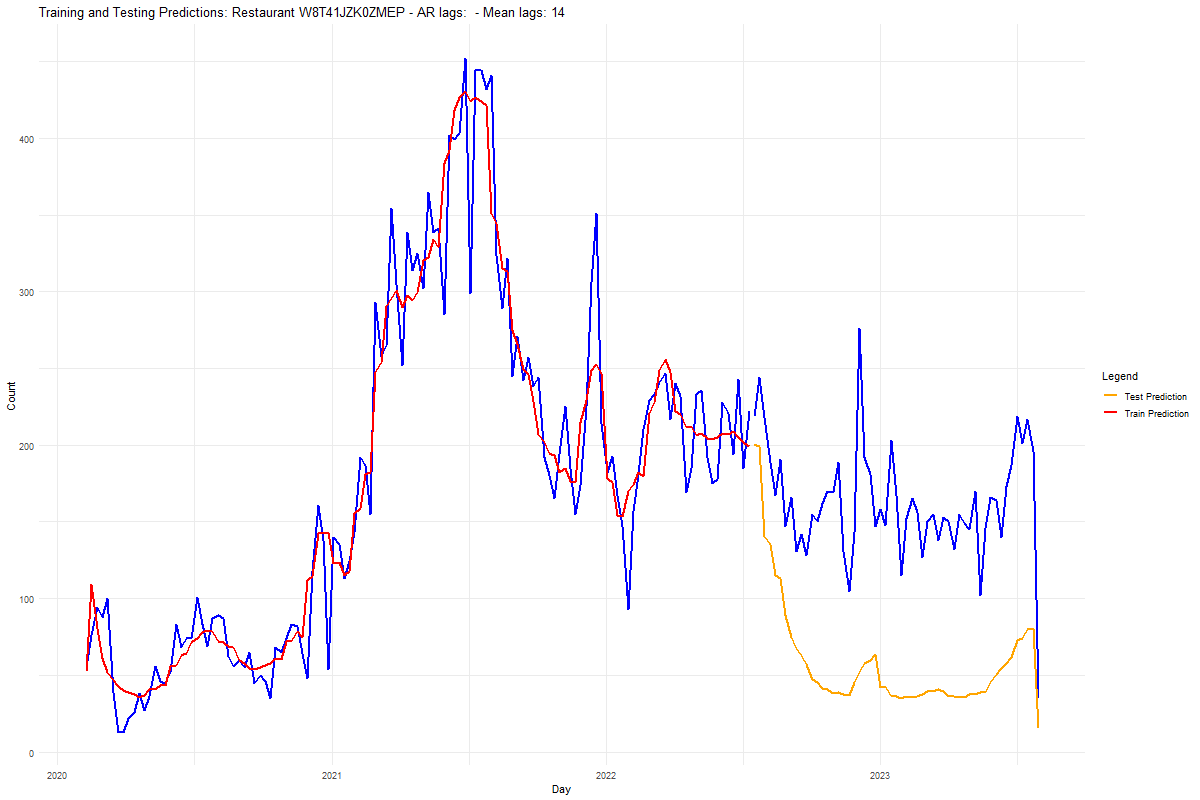 Training and Testing Predictions: Restaurant W8T41JZK0ZMEP - AR lags:  - Mean lags: 14
Count
400
300
200
100
0
2020
2021
2022
2023
Day
Legend
Test Prediction
Train Prediction